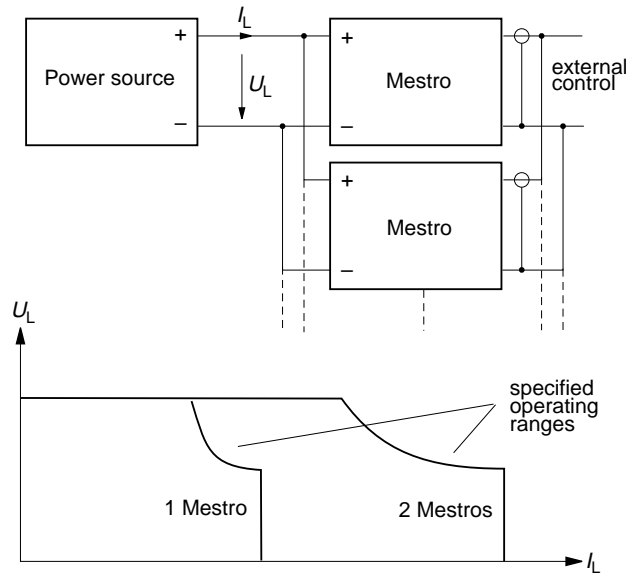 I_L
+
+
Power source
Mestro
external
control
U_L
−
−
+
Mestro
−
U_L
specified
operating
ranges
1 Mestro
2 Mestros
I_L